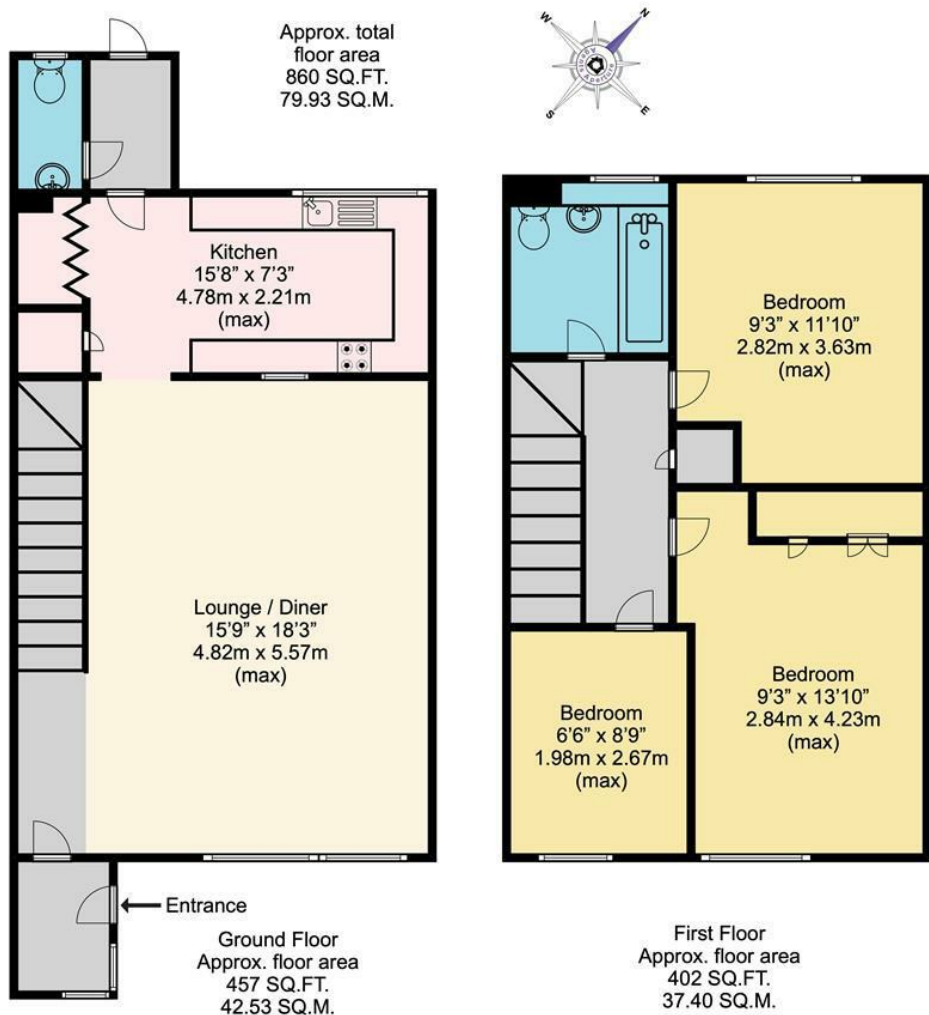 Approx. total
floor area
860 SQ.FT.
79.93 SQ.M.
N
W
E
S
Kitchen
15’8” x 7’3”
4.78m x 2.21m
(max)
Lounge / Diner
15’9” x 18’3”
4.82m x 5.57m
(max)
Entrance
Ground Floor
Approx. floor area
457 SQ.FT.
42.53 SQ.M.
Bedroom
9’3” x 11’10”
2.82m x 3.63m
(max)
Bedroom
9’3” x 13’10”
2.84m x 4.23m
(max)
Bedroom
6’6” x 8’9”
1.98m x 2.67m
(max)
First Floor
Approx. floor area
402 SQ.FT.
37.40 SQ.M.